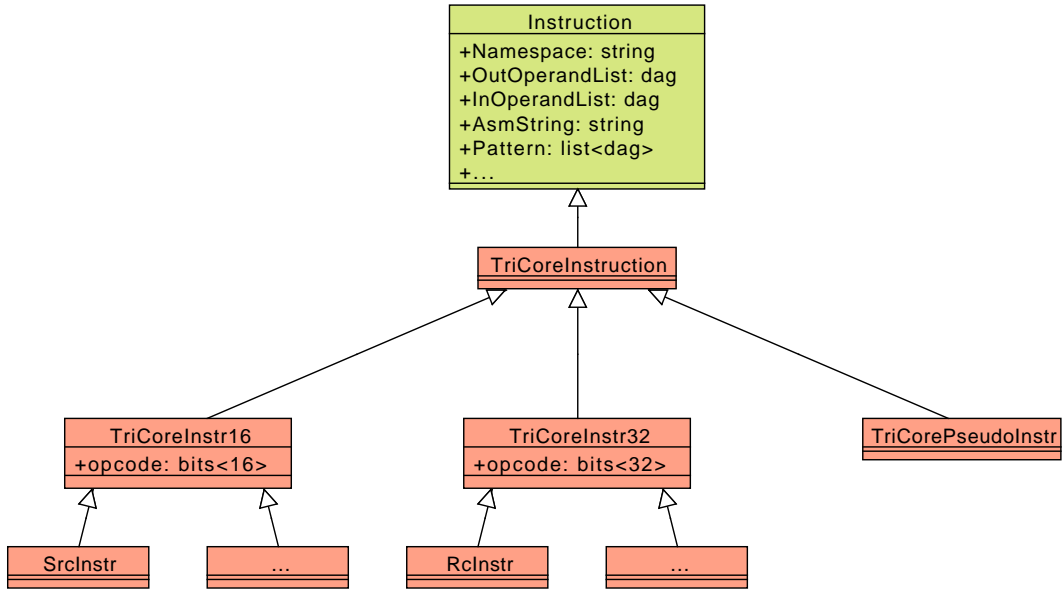 Instruction
+Namespace: string
+OutOperandList: dag
+InOperandList: dag
+AsmString: string
+Pattern: list<dag>
+...
TriCoreInstruction
TriCoreInstr16
+opcode: bits<16>
TriCoreInstr32
+opcode: bits<32>
TriCorePseudoInstr
SrcInstr
...
RcInstr
...